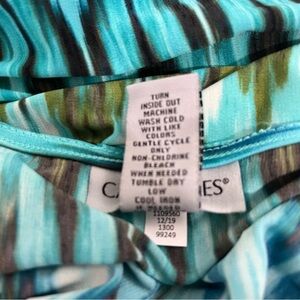 TURN
INSIDE OUT
MACHINE
WASH COLD
WITH LIKE
COLORS
GENTLE CYCLE
ONLY
NON-CHLORINE
BLEACH
WHEN NEEDED
TUMBLE DRY
LOW
COOL IRON
®
1109560
12/19
1300
99249